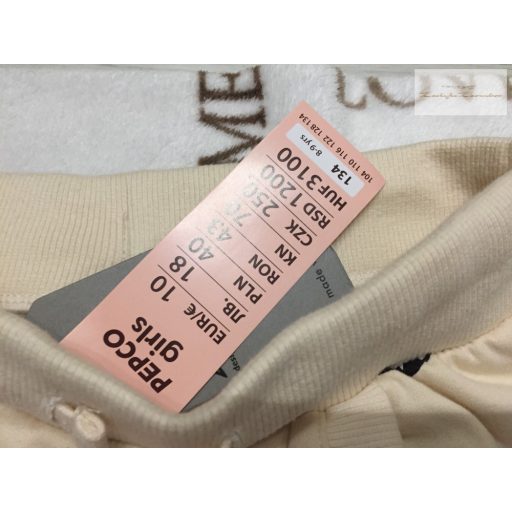 PEPCO
girls
EUR/€ 10
ЛВ. 18
PLN 40
RON 43
KN 70
CZK 250
RSD 1200
HUF 3100
134 8-9 yrs
104 110 116 122 128 134
made
ME